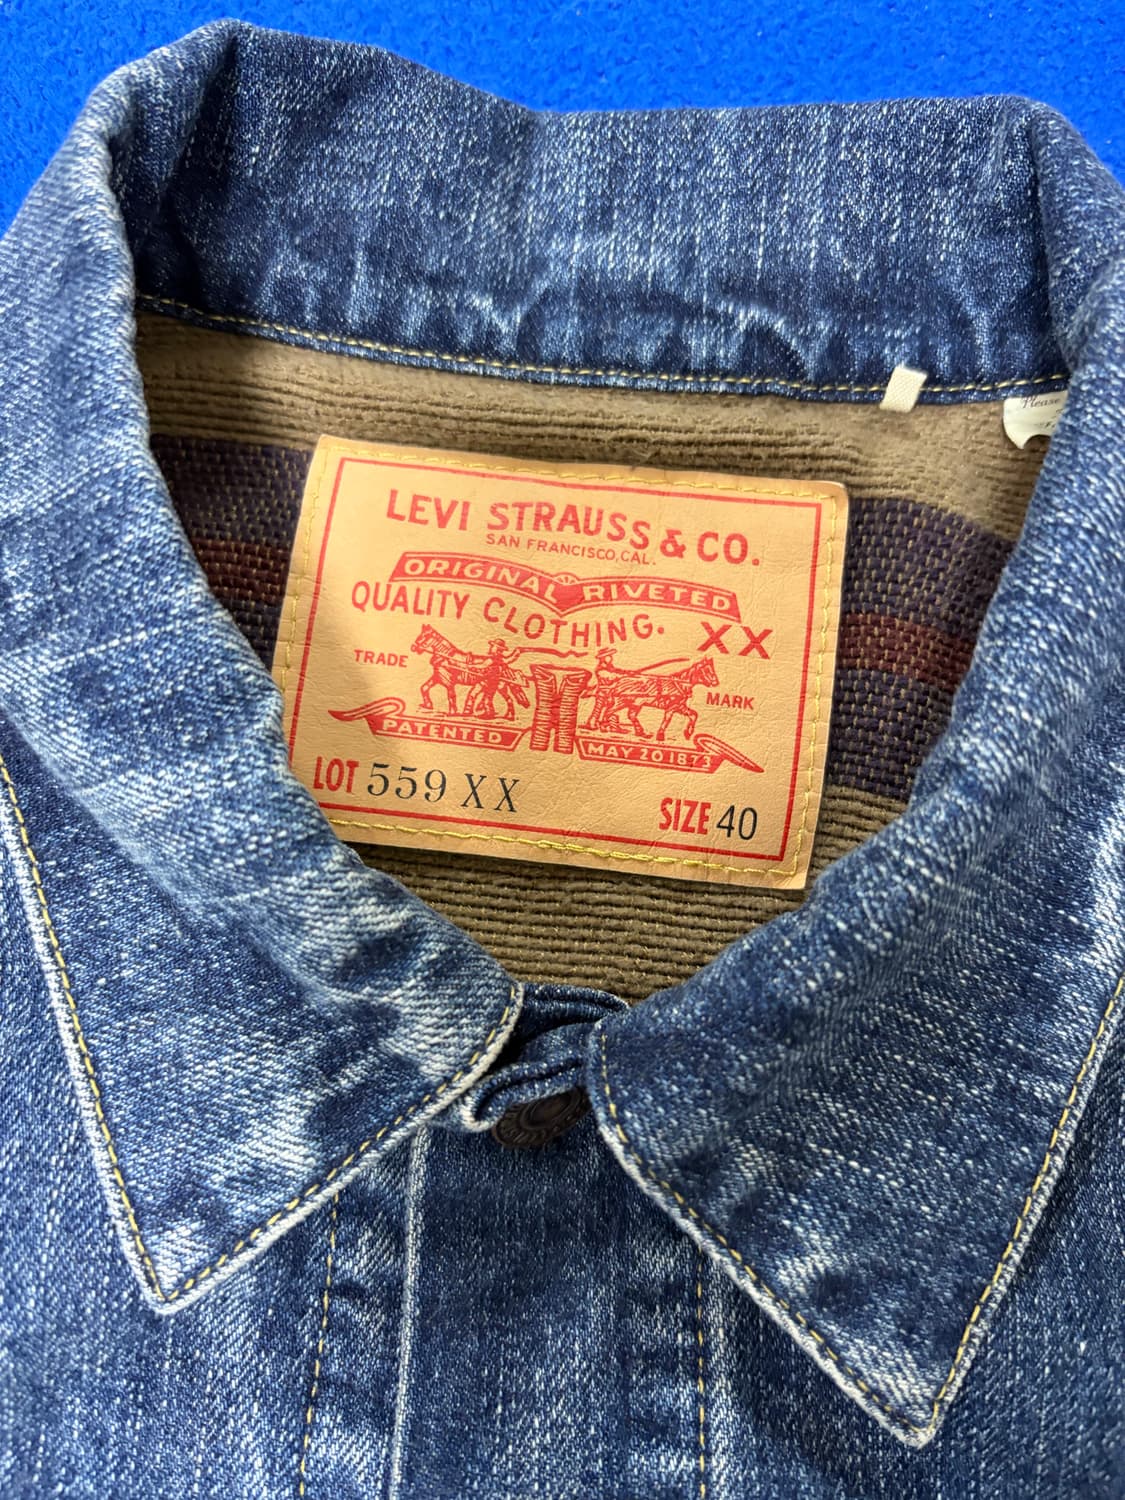 LEVI STRAUSS & CO.
SAN FRANCISCO, CAL.
ORIGINAL RIVETED
QUALITY CLOTHING.
XX
TRADE MARK
PATENTED MAY 20 1873
LOT 559 XX SIZE 40
Please